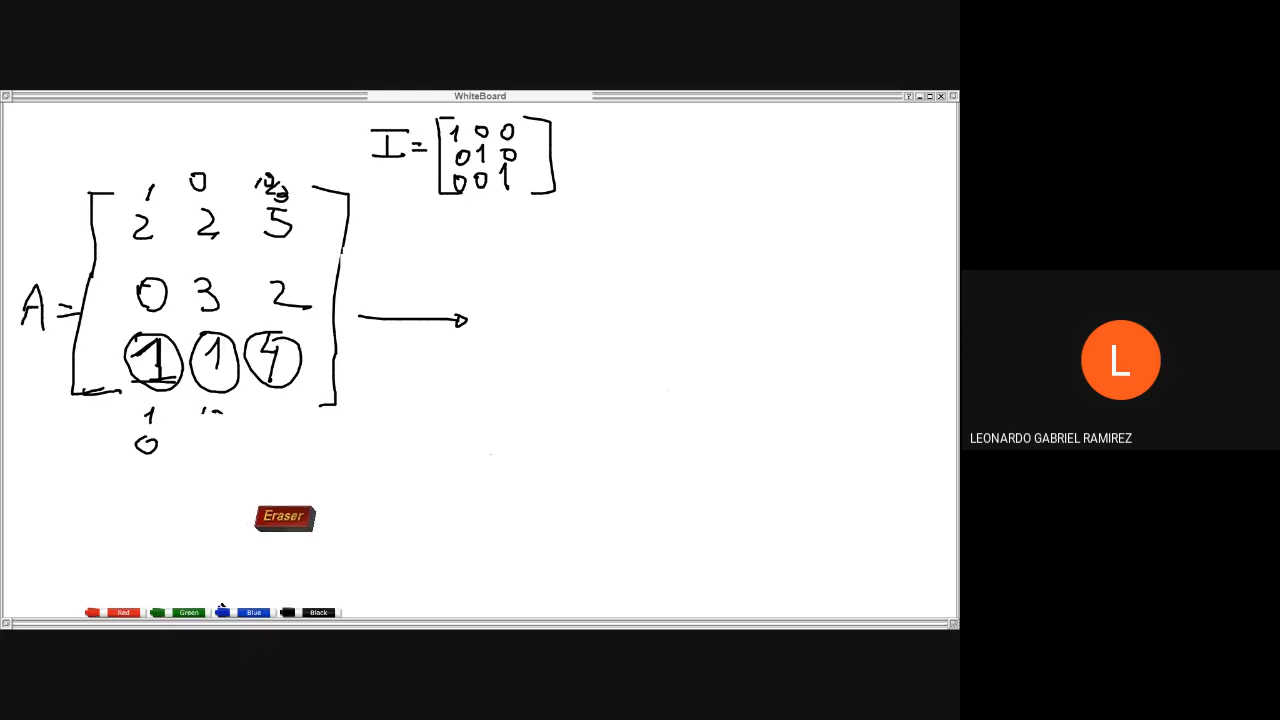 WhiteBoard
I = 1 0 0
0 1 0
0 0 1
1 0
2 2 5
A = 0 3 2
1 1 4
1
0
LEONARDO GABRIEL RAMIREZ
L
Eraser
Red Green Blue Black